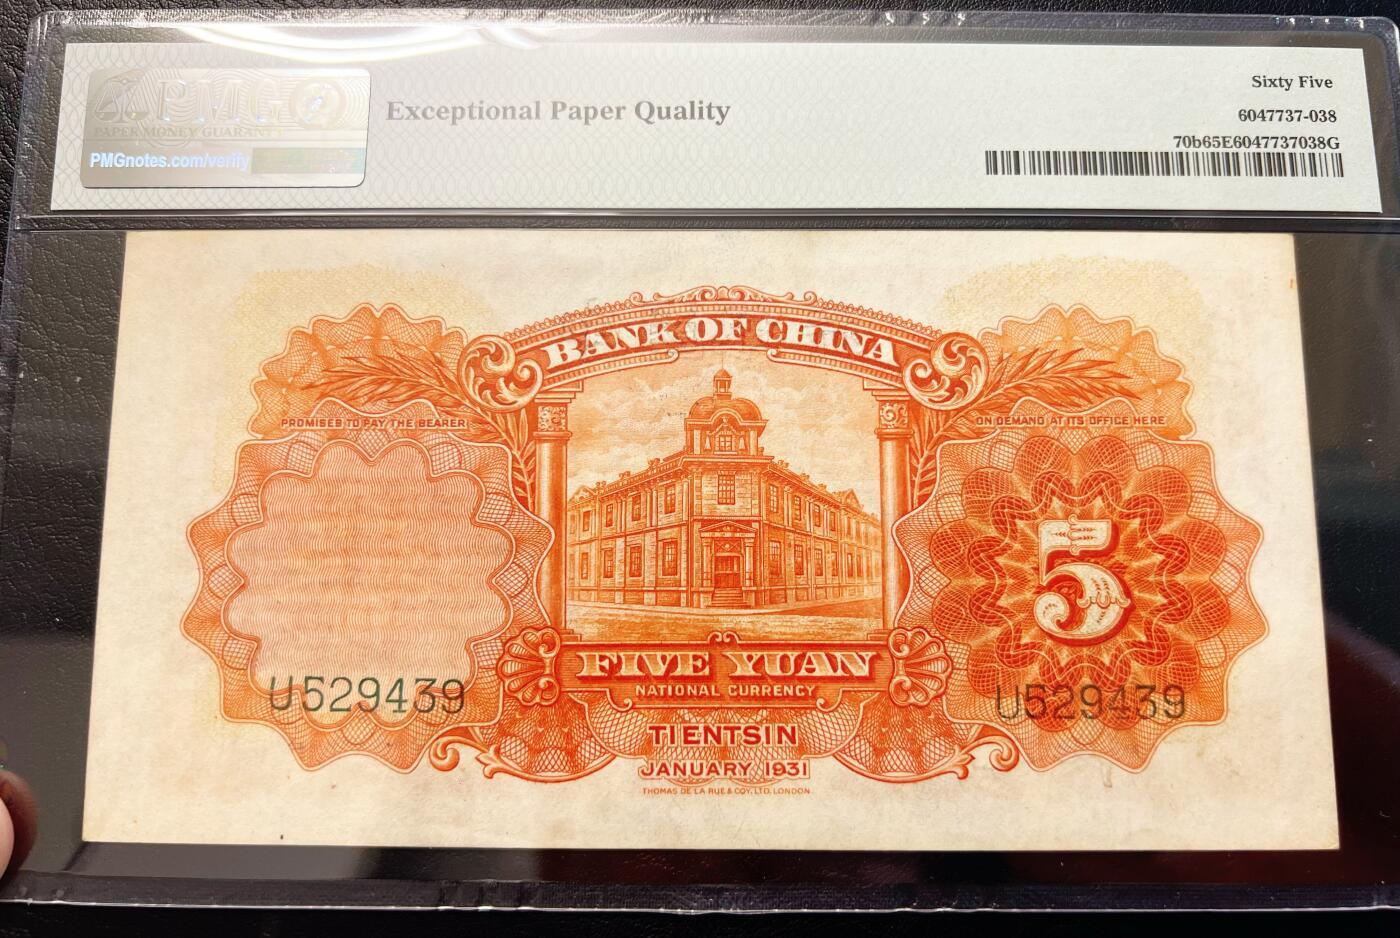 PMG
PAPER MONEY GUARANTY
PMGnotes.com/verify
Exceptional Paper Quality
Sixty Five
6047737-038
70b65E6047737038G
BANK OF CHINA
PROMISES TO PAY THE BEARER
ON DEMAND AT ITS OFFICE HERE
5
FIVE YUAN
NATIONAL CURRENCY
U529439
U529439
TIENTSIN
JANUARY 1931
THOMAS DE LA RUE & COY. LTD. LONDON